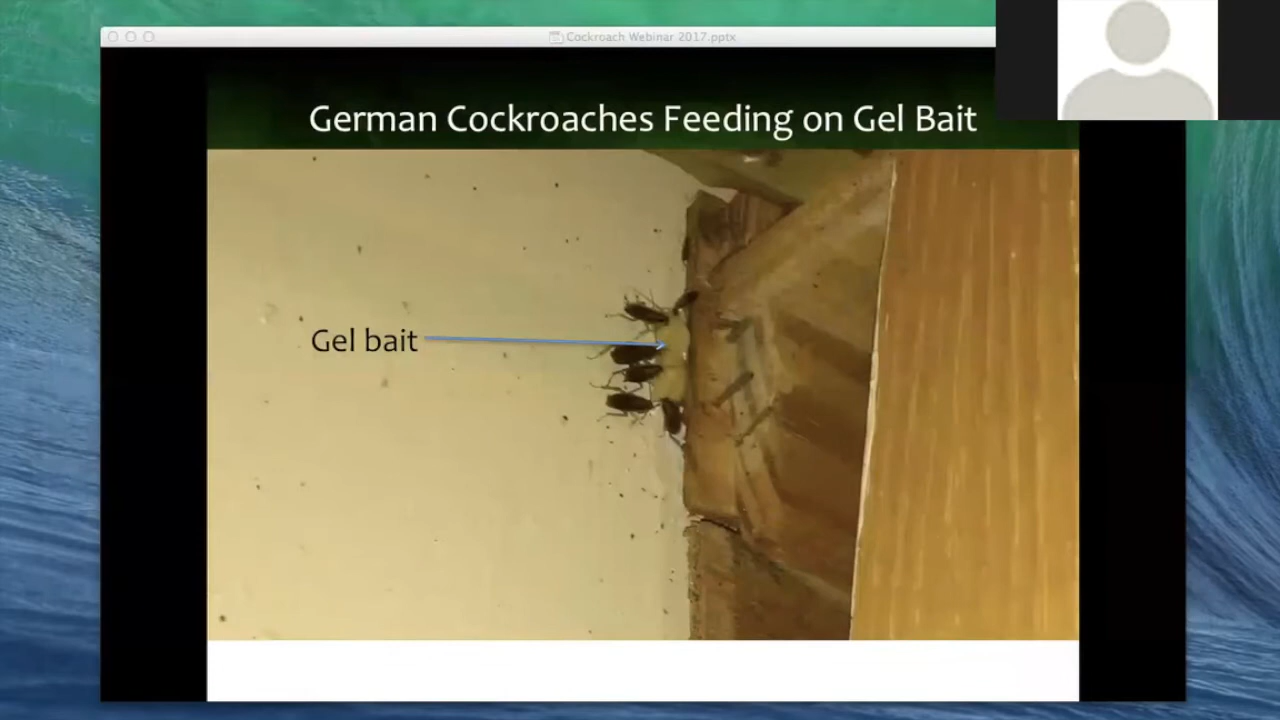 Cockroach Webinar 2017.pptx
German Cockroaches Feeding on Gel Bait
Gel bait